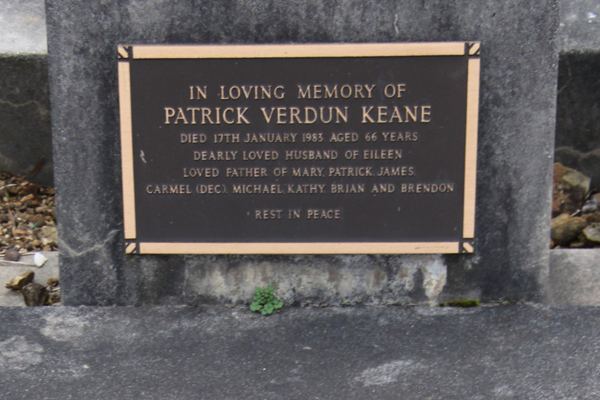 IN LOVING MEMORY OF
PATRICK VERDUN KEANE
DIED 17TH JANUARY 1983 AGED 66 YEARS
DEARLY LOVED HUSBAND OF EILEEN
LOVED FATHER OF MARY, PATRICK, JAMES,
CARMEL (DEC), MICHAEL, KATHY, BRIAN AND BRENDON
REST IN PEACE